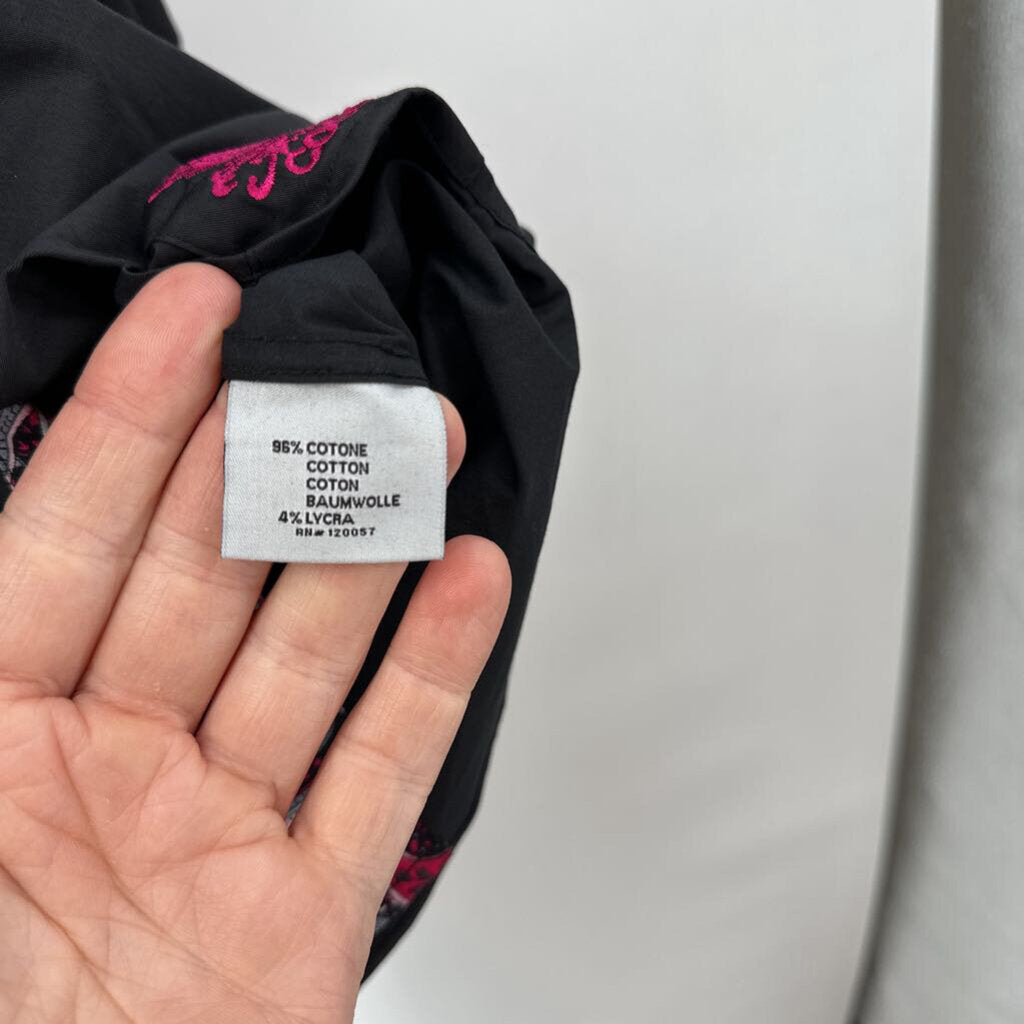 96% COTONE
COTTON
COTON
BAUMWOLLE
4% LYCRA
RN# 120057